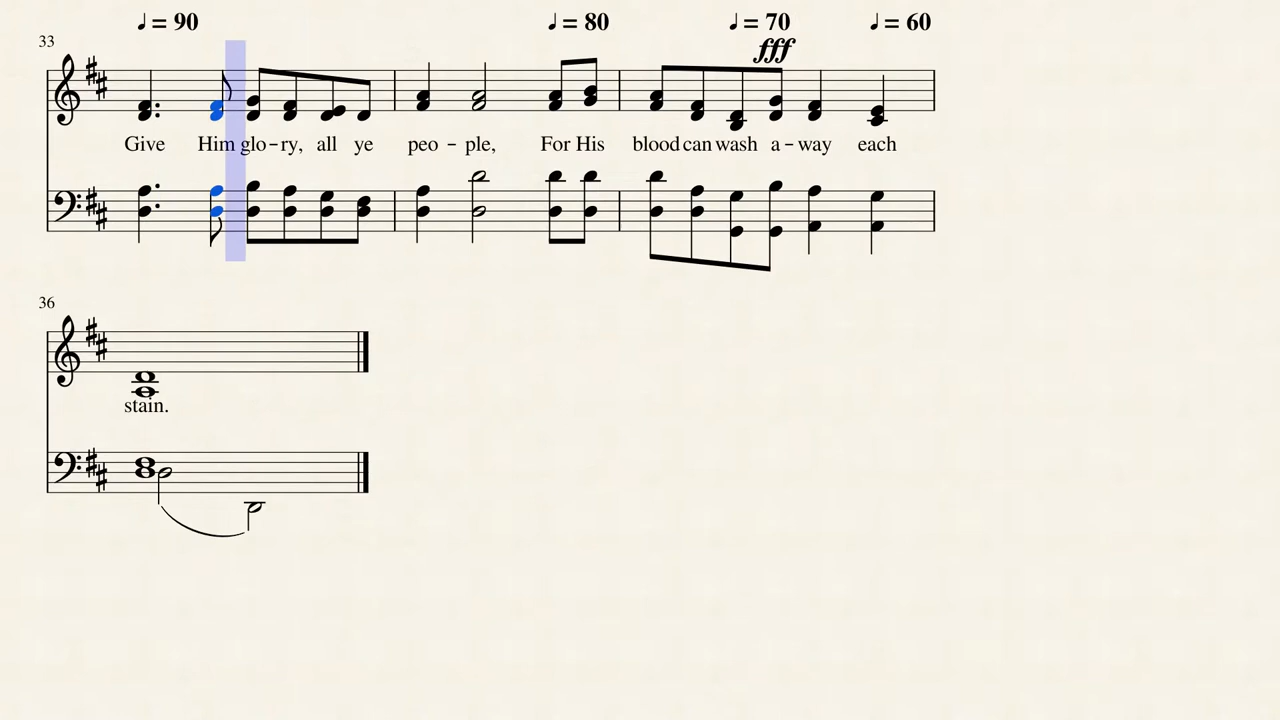 ♩ = 90 ♩ = 80 ♩ = 70 ♩ = 60
33 fff
Give Him glo-ry, all ye peo-ple, For His blood can wash a-way each
36
stain.